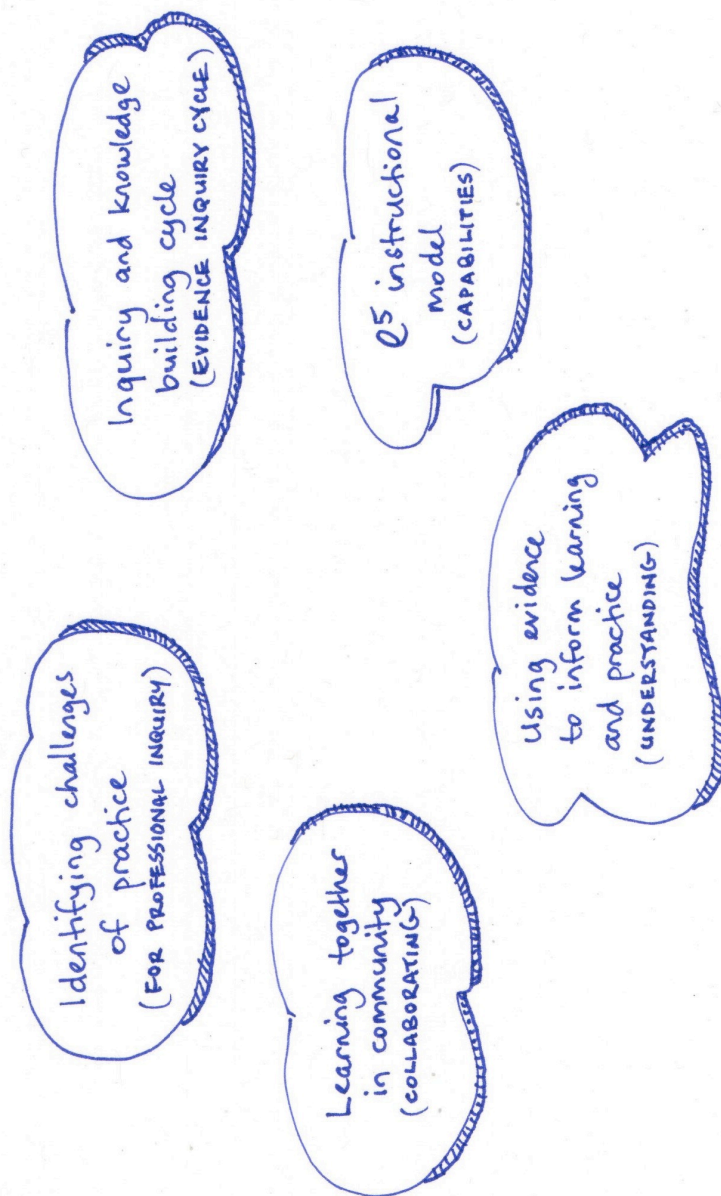 Identifying challenges
of practice
(FOR PROFESSIONAL INQUIRY)
Inquiry and knowledge
building cycle
(EVIDENCE INQUIRY CYCLE)
Learning together
in community
(COLLABORATING)
e5 instructional
model
(CAPABILITIES)
Using evidence
to inform learning
and practice
(UNDERSTANDING)